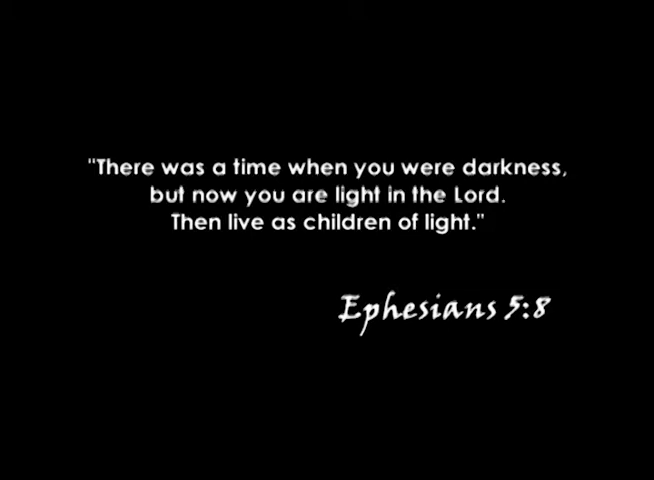 "There was a time when you were darkness,
but now you are light in the Lord.
Then live as children of light."
Ephesians 5:8